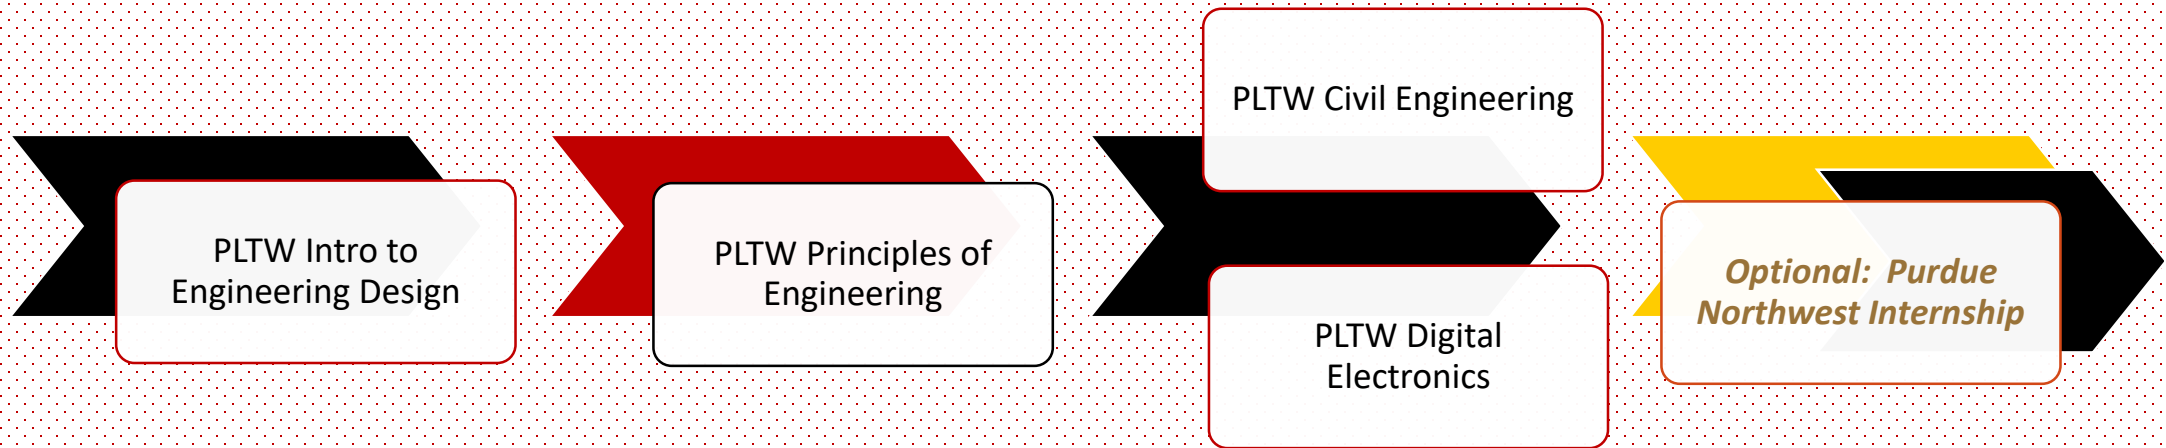 PLTW Intro to
Engineering Design
PLTW Principles of
Engineering
PLTW Civil Engineering
PLTW Digital
Electronics
Optional:  Purdue
Northwest Internship